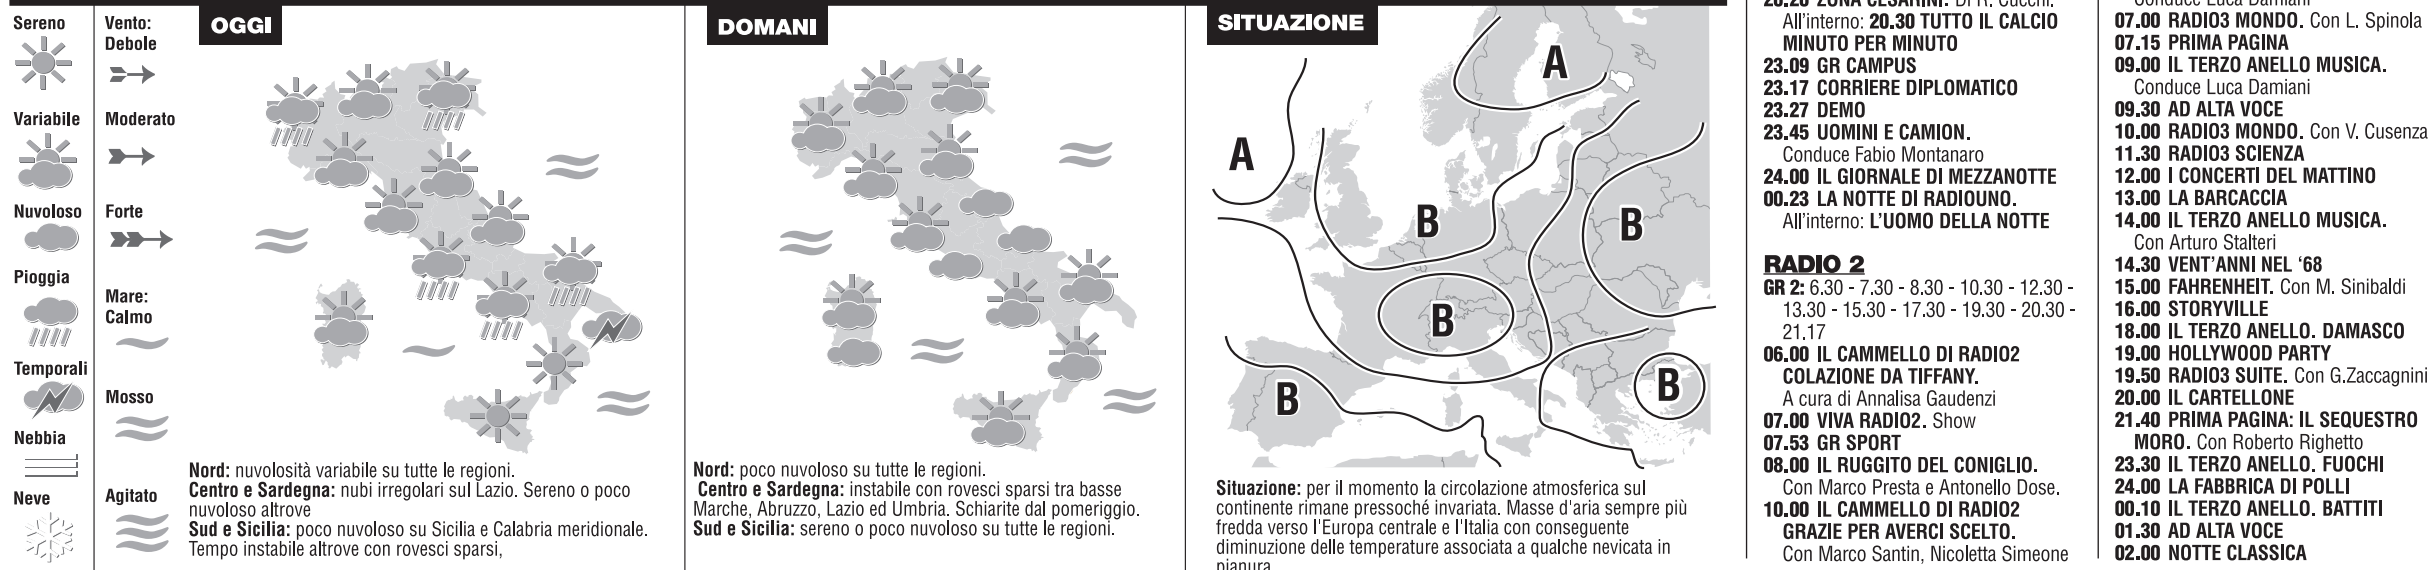 Sereno
Variabile
Nuvoloso
Pioggia
Temporali
Nebbia
Neve
Vento:
Debole
Moderato
Forte
Mare:
Calmo
Mosso
Agitato
OGGI
Nord: nuvolosità variabile su tutte le regioni.
Centro e Sardegna: nubi irregolari sul Lazio. Sereno o poco
nuvoloso altrove
Sud e Sicilia: poco nuvoloso su Sicilia e Calabria meridionale.
Tempo instabile altrove con rovesci sparsi,
DOMANI
Nord: poco nuvoloso su tutte le regioni.
Centro e Sardegna: instabile con rovesci sparsi tra basse
Marche, Abruzzo, Lazio ed Umbria. Schiarite dal pomeriggio.
Sud e Sicilia: sereno o poco nuvoloso su tutte le regioni.
SITUAZIONE
A
A
B
B
B
B
B
Situazione: per il momento la circolazione atmosferica sul
continente rimane pressoché invariata. Masse d'aria sempre più
fredda verso l'Europa centrale e l'Italia con conseguente
diminuzione delle temperature associata a qualche nevicata in
pianura
ZONA CESARINI. Di R. Cucchi.
All'interno: 20.30 TUTTO IL CALCIO
MINUTO PER MINUTO
23.09 GR CAMPUS
23.17 CORRIERE DIPLOMATICO
23.27 DEMO
23.45 UOMINI E CAMION.
Conduce Fabio Montanaro
24.00 IL GIORNALE DI MEZZANOTTE
00.23 LA NOTTE DI RADIOUNO.
All'interno: L'UOMO DELLA NOTTE
RADIO 2
GR 2: 6.30 - 7.30 - 8.30 - 10.30 - 12.30 -
13.30 - 15.30 - 17.30 - 19.30 - 20.30 -
21.17
06.00 IL CAMMELLO DI RADIO2
COLAZIONE DA TIFFANY.
A cura di Annalisa Gaudenzi
07.00 VIVA RADIO2. Show
07.53 GR SPORT
08.00 IL RUGGITO DEL CONIGLIO.
Con Marco Presta e Antonello Dose.
10.00 IL CAMMELLO DI RADIO2
GRAZIE PER AVERCI SCELTO.
Con Marco Santin, Nicoletta Simeone
Conduce Luca Damiani
07.00 RADIO3 MONDO. Con L. Spinola
07.15 PRIMA PAGINA
09.00 IL TERZO ANELLO MUSICA.
Conduce Luca Damiani
09.30 AD ALTA VOCE
10.00 RADIO3 MONDO. Con V. Cusenza
11.30 RADIO3 SCIENZA
12.00 I CONCERTI DEL MATTINO
13.00 LA BARCACCIA
14.00 IL TERZO ANELLO MUSICA.
Con Arturo Stalteri
14.30 VENT'ANNI NEL '68
15.00 FAHRENHEIT. Con M. Sinibaldi
16.00 STORYVILLE
18.00 IL TERZO ANELLO. DAMASCO
19.00 HOLLYWOOD PARTY
19.50 RADIO3 SUITE. Con G.Zaccagnini
20.00 IL CARTELLONE
21.40 PRIMA PAGINA: IL SEQUESTRO
MORO. Con Roberto Righetto
23.30 IL TERZO ANELLO. FUOCHI
24.00 LA FABBRICA DI POLLI
00.10 IL TERZO ANELLO. BATTITI
01.30 AD ALTA VOCE
02.00 NOTTE CLASSICA